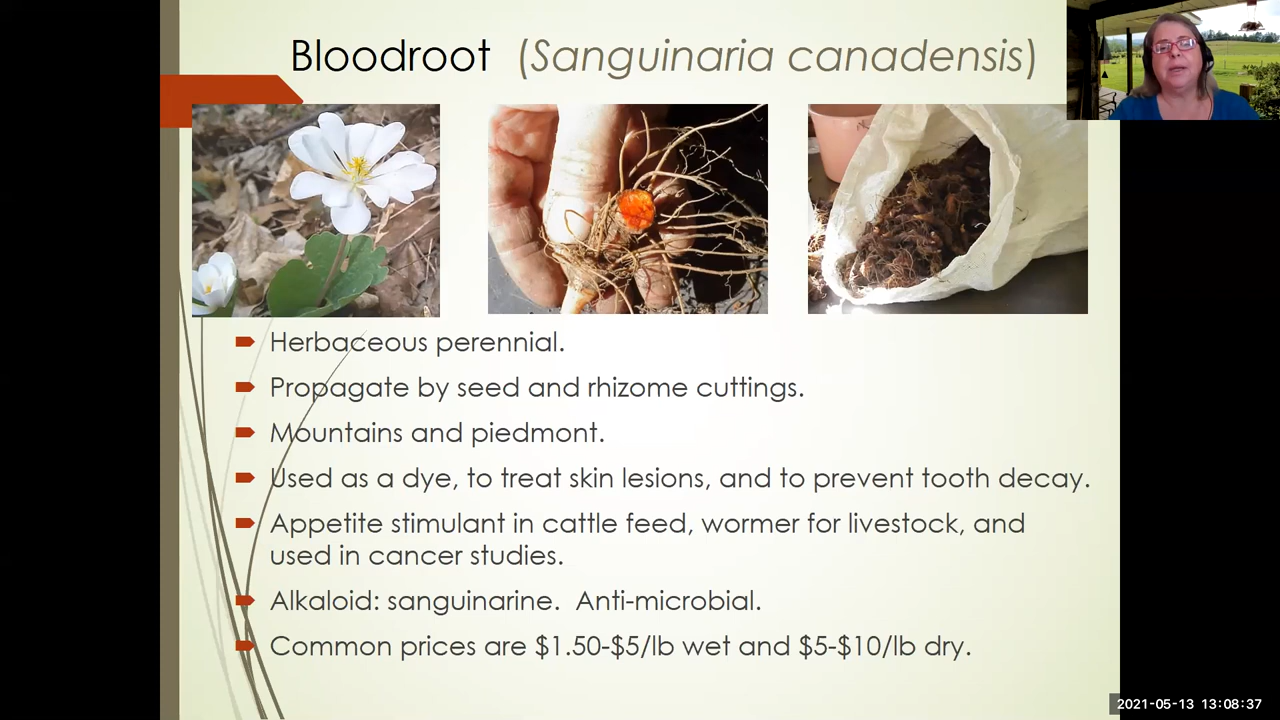 Bloodroot (Sanguinaria canadensis)
Herbaceous perennial.
Propagate by seed and rhizome cuttings.
Mountains and piedmont.
Used as a dye, to treat skin lesions, and to prevent tooth decay.
Appetite stimulant in cattle feed, wormer for livestock, and
used in cancer studies.
Alkaloid: sanguinarine.  Anti-microbial.
Common prices are $1.50-$5/lb wet and $5-$10/lb dry.
2021-05-13 13:08:37